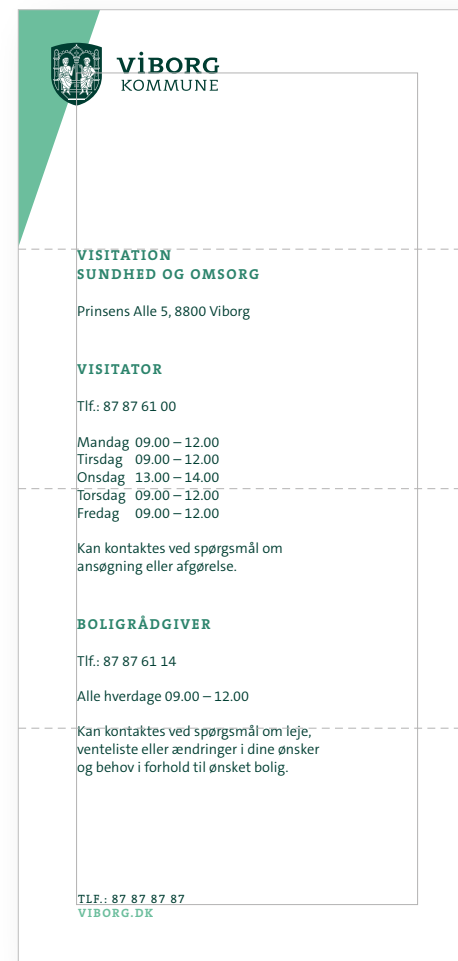 VIBORG
KOMMUNE
VISITATION
SUNDHED OG OMSORG
Prinsens Alle 5, 8800 Viborg
VISITATOR
Tlf.: 87 87 61 00
Mandag 09.00 – 12.00
Tirsdag 09.00 – 12.00
Onsdag 13.00 – 14.00
Torsdag 09.00 – 12.00
Fredag 09.00 – 12.00
Kan kontaktes ved spørgsmål om
ansøgning eller afgørelse.
BOLIGRÅDGIVER
Tlf.: 87 87 61 14
Alle hverdage 09.00 – 12.00
Kan kontaktes ved spørgsmål om leje,
venteliste eller ændringer i dine ønsker
og behov i forhold til ønsket bolig.
TLF.: 87 87 87 87
VIBORG.DK